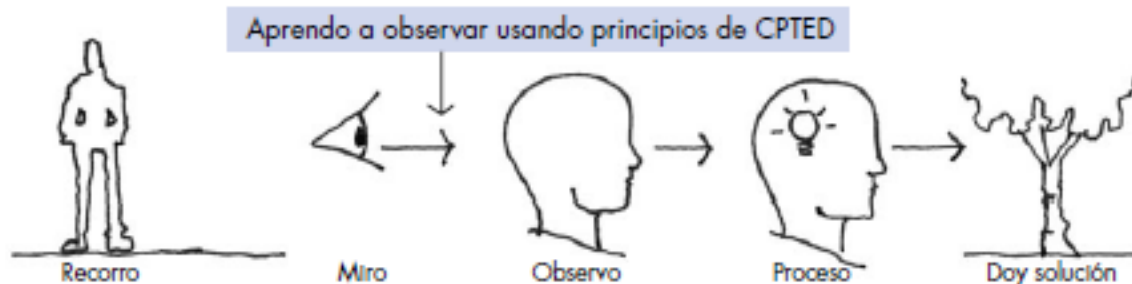 Aprendo a observar usando principios de CPTED
Recorro
Miro
Observo
Proceso
Doy solución